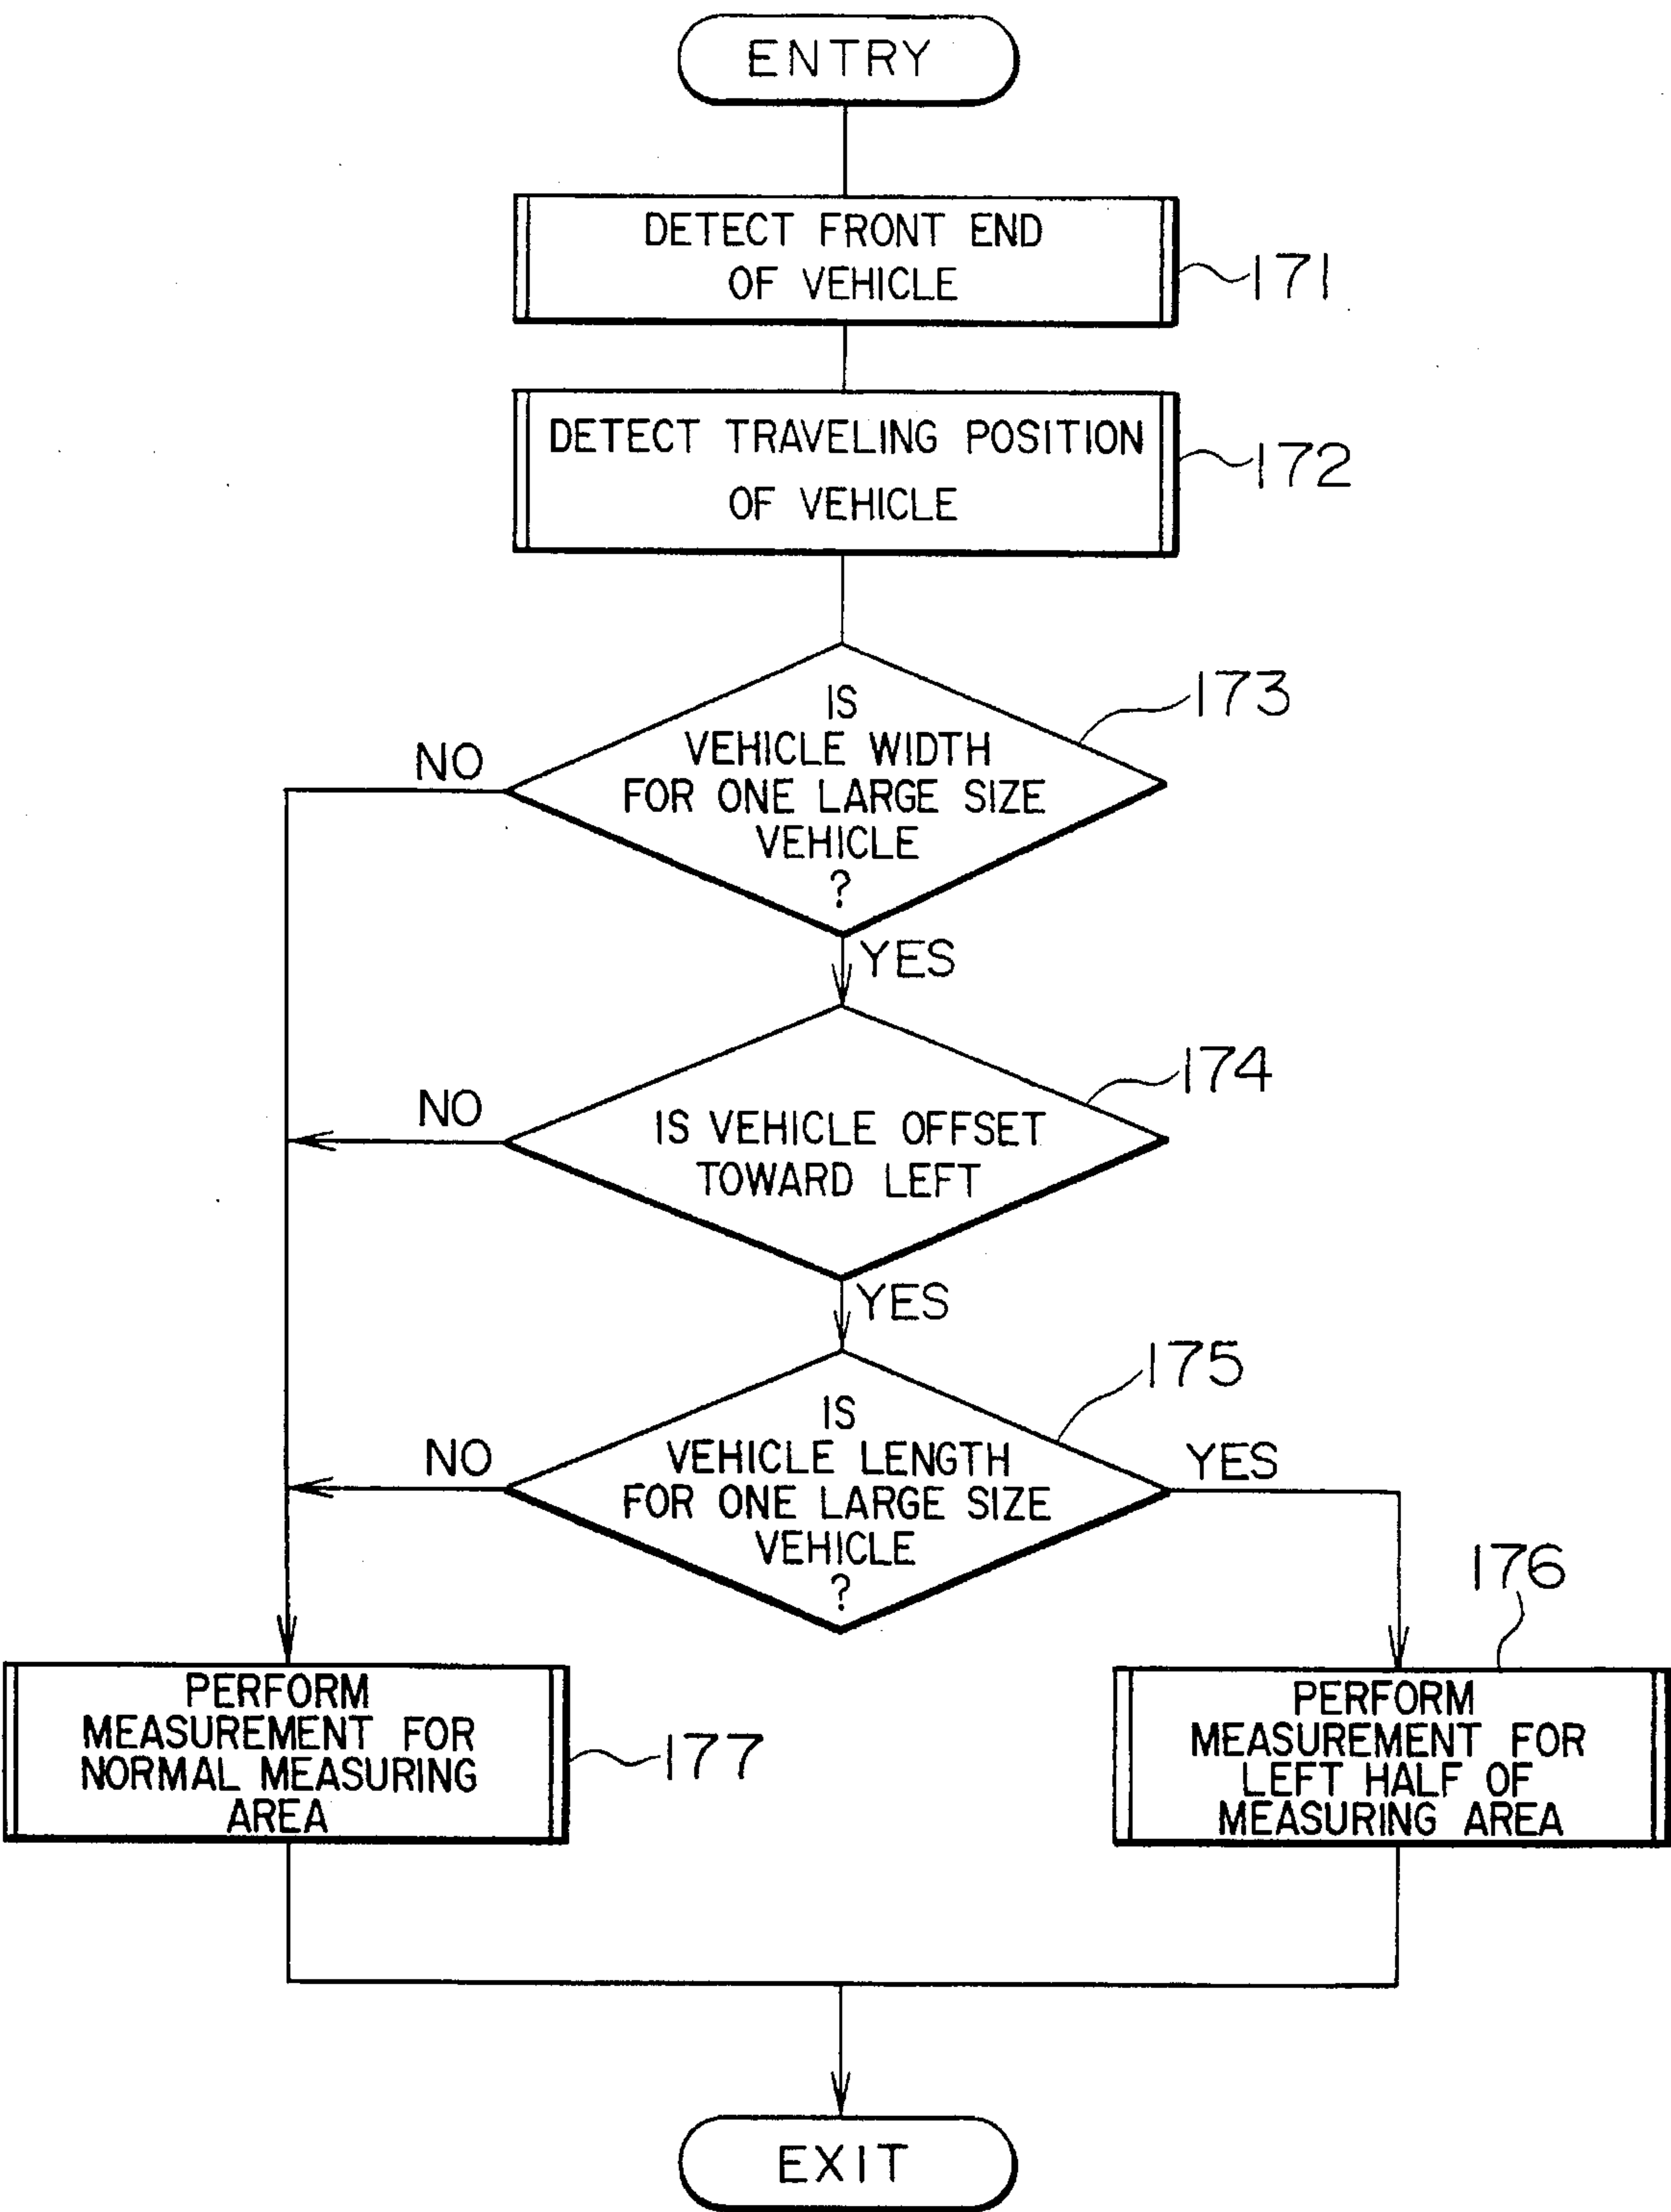 ENTRY
DETECT FRONT END
OF VEHICLE
171
DETECT TRAVELING POSITION
OF VEHICLE
172
IS
VEHICLE WIDTH
FOR ONE LARGE SIZE
VEHICLE
?
173
NO
YES
IS VEHICLE OFFSET
TOWARD LEFT
174
NO
YES
IS
VEHICLE LENGTH
FOR ONE LARGE SIZE
VEHICLE
?
175
NO
YES
176
PERFORM
MEASUREMENT FOR
NORMAL MEASURING
AREA
177
PERFORM
MEASUREMENT FOR
LEFT HALF OF
MEASURING AREA
EXIT